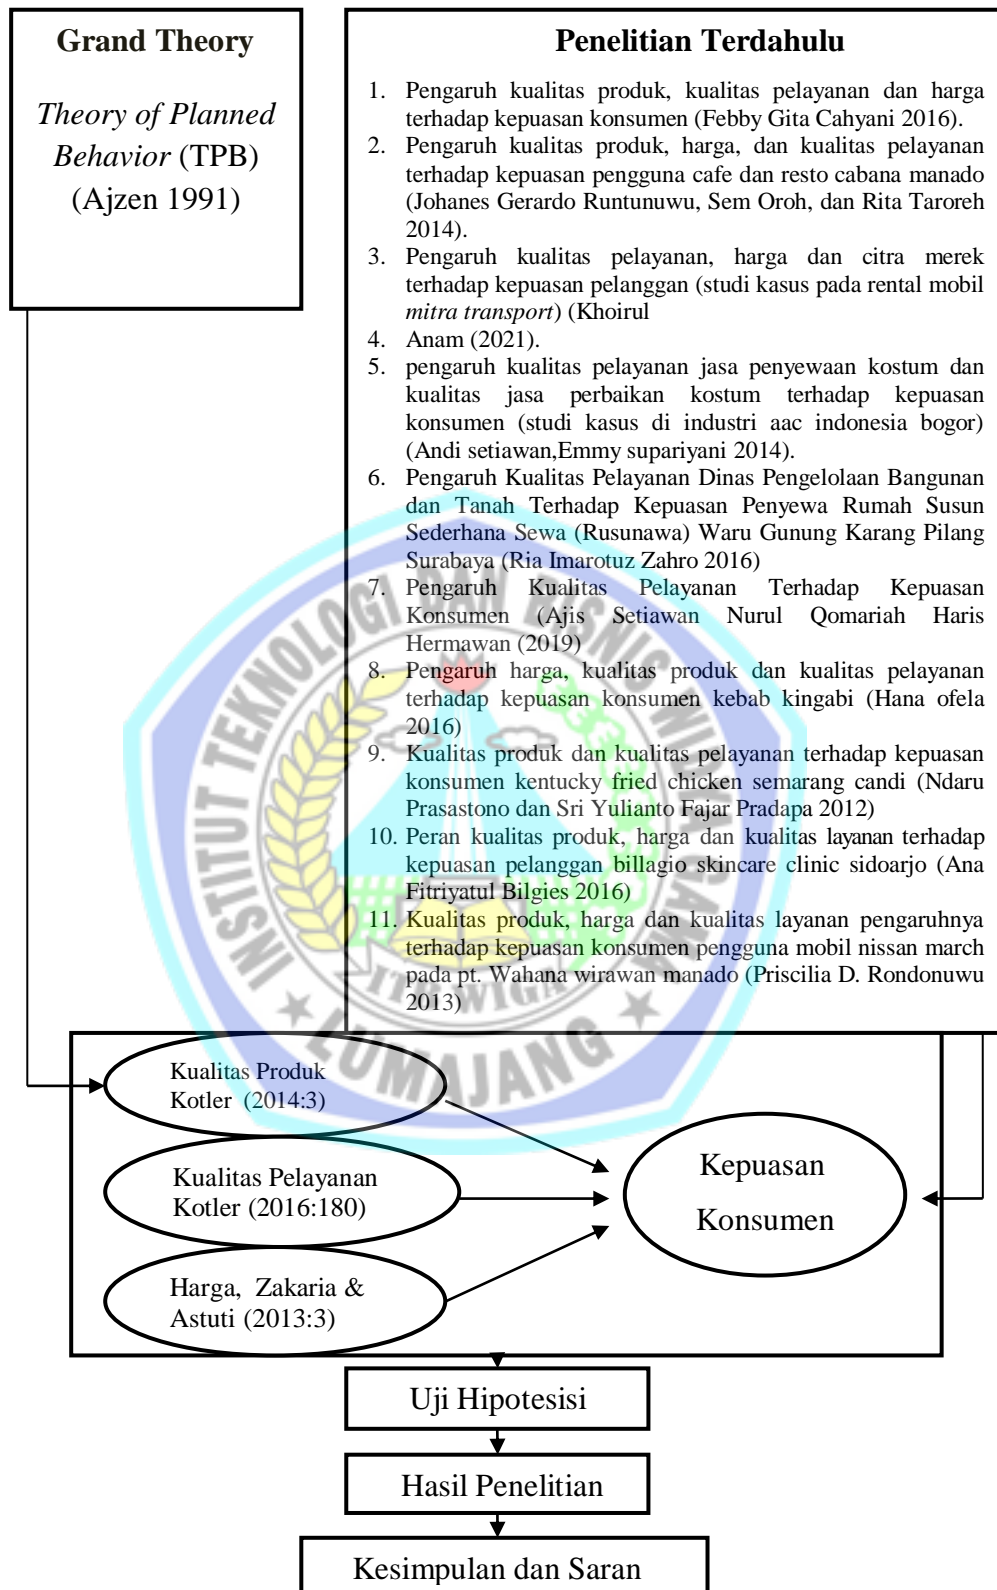 Grand Theory
Theory of Planned
Behavior (TPB)
(Ajzen 1991)
Penelitian Terdahulu
1. Pengaruh kualitas produk, kualitas pelayanan dan harga
terhadap kepuasan konsumen (Febby Gita Cahyani 2016).
2. Pengaruh kualitas produk, harga, dan kualitas pelayanan
terhadap kepuasan pengguna cafe dan resto cabana manado
(Johanes Gerardo Runtunuwu, Sem Oroh, dan Rita Taroreh
2014).
3. Pengaruh kualitas pelayanan, harga dan citra merek
terhadap kepuasan pelanggan (studi kasus pada rental mobil
mitra transport) (Khoirul
4. Anam (2021).
5. pengaruh kualitas pelayanan jasa penyewaan kostum dan
kualitas jasa perbaikan kostum terhadap kepuasan
konsumen (studi kasus di industri aac indonesia bogor)
(Andi setiawan,Emmy supariyani 2014).
6. Pengaruh Kualitas Pelayanan Dinas Pengelolaan Bangunan
dan Tanah Terhadap Kepuasan Penyewa Rumah Susun
Sederhana Sewa (Rusunawa) Waru Gunung Karang Pilang
Surabaya (Ria Imarotuz Zahro 2016)
7. Pengaruh Kualitas Pelayanan Terhadap Kepuasan
Konsumen (Ajis Setiawan Nurul Qomariah Haris
Hermawan (2019)
8. Pengaruh harga, kualitas produk dan kualitas pelayanan
terhadap kepuasan konsumen kebab kingabi (Hana ofela
2016)
9. Kualitas produk dan kualitas pelayanan terhadap kepuasan
konsumen kentucky fried chicken semarang candi (Ndaru
Prasastono dan Sri Yulianto Fajar Pradapa 2012)
10. Peran kualitas produk, harga dan kualitas layanan terhadap
kepuasan pelanggan billagio skincare clinic sidoarjo (Ana
Fitriyatul Bilgies 2016)
11. Kualitas produk, harga dan kualitas layanan pengaruhnya
terhadap kepuasan konsumen pengguna mobil nissan march
pada pt. Wahana wirawan manado (Priscilia D. Rondonuwu
2013)
INSTITUT TEKNOLOGI DAN BISNIS WIDYA GAMA
ITB WIGA
LUMAJANG
Kualitas Produk
Kotler (2014:3)
Kualitas Pelayanan
Kotler (2016:180)
Harga, Zakaria &
Astuti (2013:3)
Kepuasan
Konsumen
Uji Hipotesisi
Hasil Penelitian
Kesimpulan dan Saran